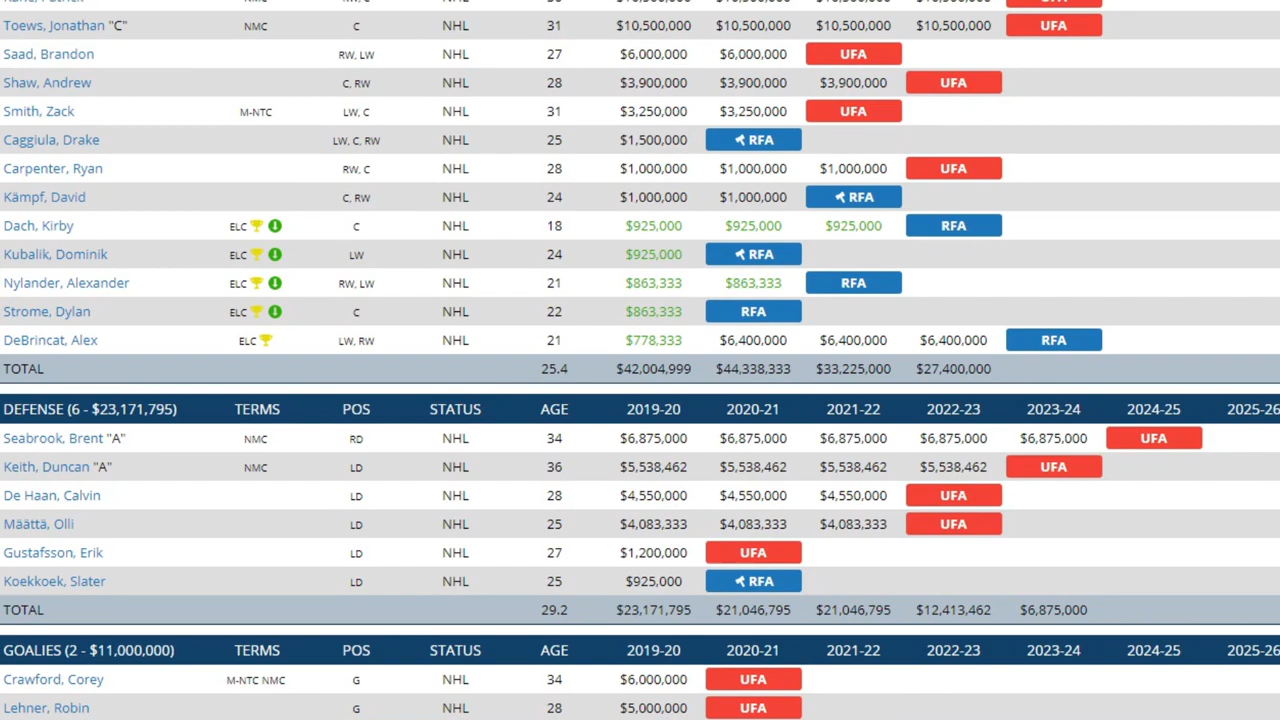 Toews, Jonathan "C" NMC C NHL 31 $10,500,000 $10,500,000 $10,500,000 $10,500,000 UFA
Saad, Brandon RW, LW NHL 27 $6,000,000 $6,000,000 UFA
Shaw, Andrew C, RW NHL 28 $3,900,000 $3,900,000 $3,900,000 UFA
Smith, Zack M-NTC LW, C NHL 31 $3,250,000 $3,250,000 UFA
Caggiula, Drake LW, C, RW NHL 25 $1,500,000 RFA
Carpenter, Ryan RW, C NHL 28 $1,000,000 $1,000,000 $1,000,000 UFA
Kämpf, David C, RW NHL 24 $1,000,000 $1,000,000 RFA
Dach, Kirby ELC C NHL 18 $925,000 $925,000 $925,000 RFA
Kubalik, Dominik ELC LW NHL 24 $925,000 RFA
Nylander, Alexander ELC RW, LW NHL 21 $863,333 $863,333 RFA
Strome, Dylan ELC C NHL 22 $863,333 RFA
DeBrincat, Alex ELC LW, RW NHL 21 $778,333 $6,400,000 $6,400,000 $6,400,000 RFA
TOTAL 25.4 $42,004,999 $44,338,333 $33,225,000 $27,400,000
DEFENSE (6 - $23,171,795) TERMS POS STATUS AGE 2019-20 2020-21 2021-22 2022-23 2023-24 2024-25 2025-26
Seabrook, Brent "A" NMC RD NHL 34 $6,875,000 $6,875,000 $6,875,000 $6,875,000 $6,875,000 UFA
Keith, Duncan "A" NMC LD NHL 36 $5,538,462 $5,538,462 $5,538,462 $5,538,462 UFA
De Haan, Calvin LD NHL 28 $4,550,000 $4,550,000 $4,550,000 UFA
Määttä, Olli LD NHL 25 $4,083,333 $4,083,333 $4,083,333 UFA
Gustafsson, Erik LD NHL 27 $1,200,000 UFA
Koekkoek, Slater LD NHL 25 $925,000 RFA
TOTAL 29.2 $23,171,795 $21,046,795 $21,046,795 $12,413,462 $6,875,000
GOALIES (2 - $11,000,000) TERMS POS STATUS AGE 2019-20 2020-21 2021-22 2022-23 2023-24 2024-25 2025-26
Crawford, Corey M-NTC NMC G NHL 34 $6,000,000 UFA
Lehner, Robin G NHL 28 $5,000,000 UFA